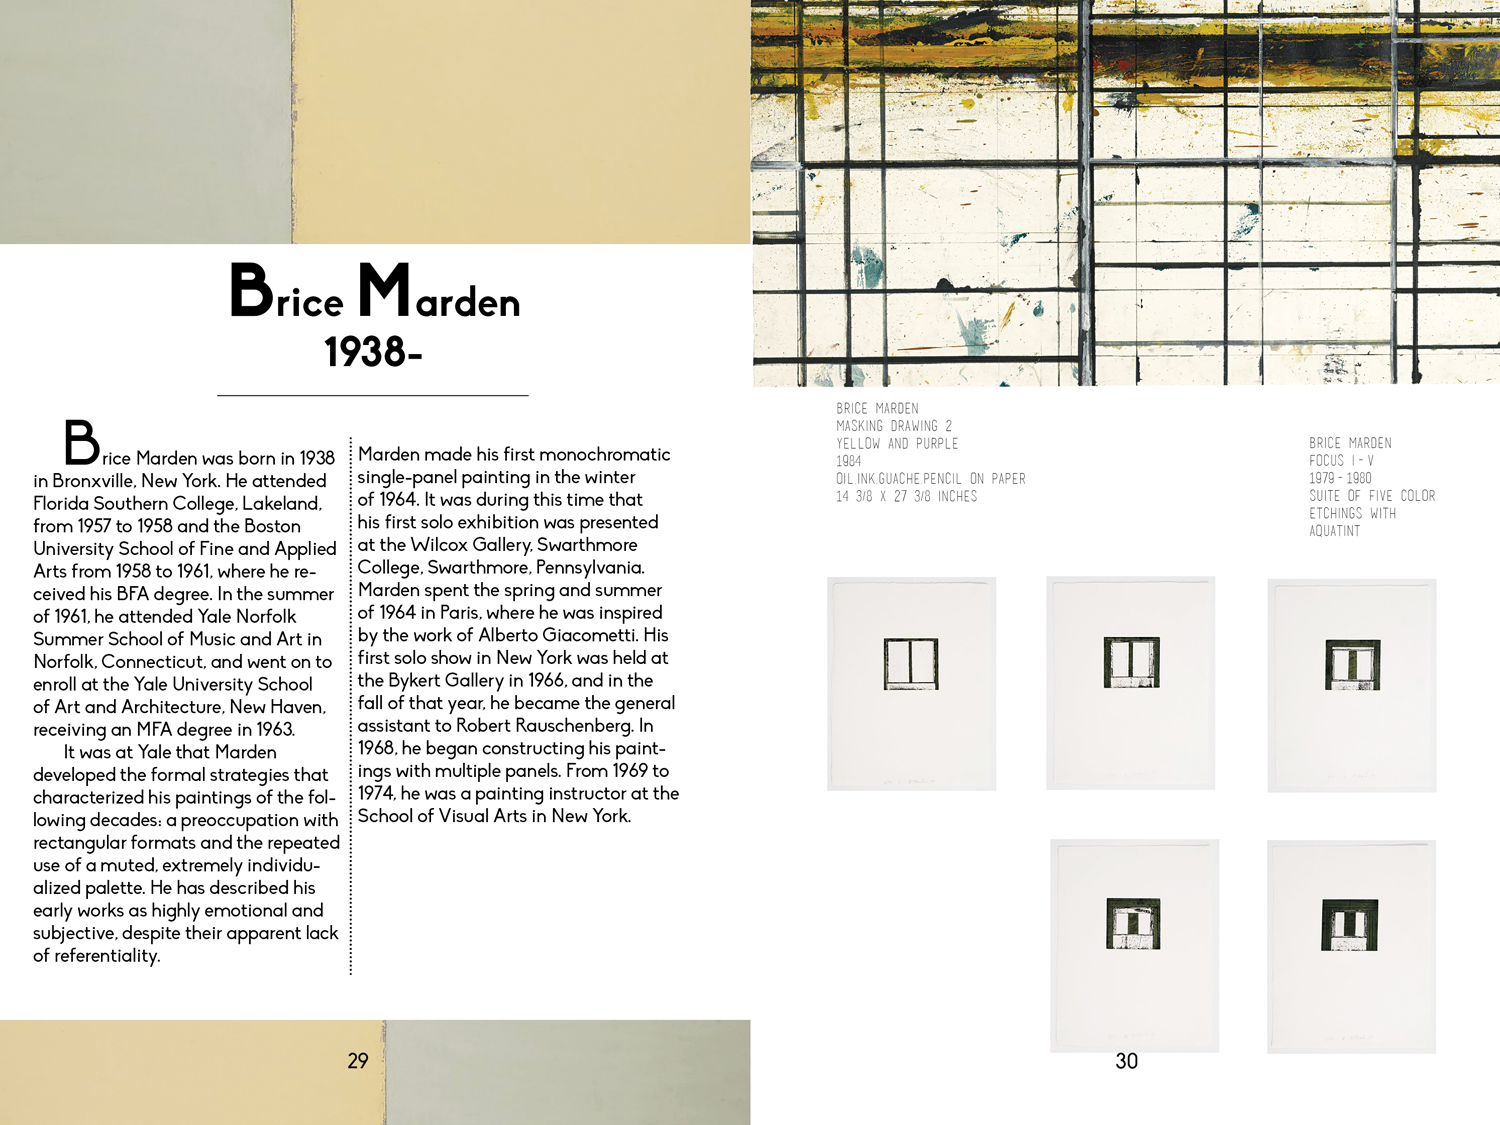 Brice Marden
1938-
Brice Marden was born in 1938
in Bronxville, New York. He attended
Florida Southern College, Lakeland,
from 1957 to 1958 and the Boston
University School of Fine and Applied
Arts from 1958 to 1961, where he re-
ceived his BFA degree. In the summer
of 1961, he attended Yale Norfolk
Summer School of Music and Art in
Norfolk, Connecticut, and went on to
enroll at the Yale University School
of Art and Architecture, New Haven,
receiving an MFA degree in 1963.
It was at Yale that Marden
developed the formal strategies that
characterized his paintings of the fol-
lowing decades: a preoccupation with
rectangular formats and the repeated
use of a muted, extremely individu-
alized palette. He has described his
early works as highly emotional and
subjective, despite their apparent lack
of referentiality.
Marden made his first monochromatic
single-panel painting in the winter
of 1964. It was during this time that
his first solo exhibition was presented
at the Wilcox Gallery, Swarthmore
College, Swarthmore, Pennsylvania.
Marden spent the spring and summer
of 1964 in Paris, where he was inspired
by the work of Alberto Giacometti. His
first solo show in New York was held at
the Bykert Gallery in 1966, and in the
fall of that year, he became the general
assistant to Robert Rauschenberg. In
1968, he began constructing his paint-
ings with multiple panels. From 1969 to
1974, he was a painting instructor at the
School of Visual Arts in New York.
29
BRICE MARDEN
MASKING DRAWING 2
YELLOW AND PURPLE
1984
OIL.INK.GUACHE.PENCIL ON PAPER
14 3/8 X 27 3/8 INCHES
BRICE MARDEN
FOCUS I - V
1979 - 1980
SUITE OF FIVE COLOR
ETCHINGS WITH
AQUATINT
30